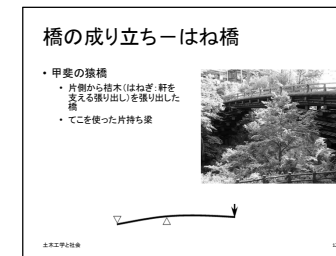 橋の成り立ち－はね橋
• 甲斐の猿橋
• 片側から桔木(はねぎ：軒を
支える張り出し)を張り出した
橋
• てこを使った片持ち梁
土木工学と社会